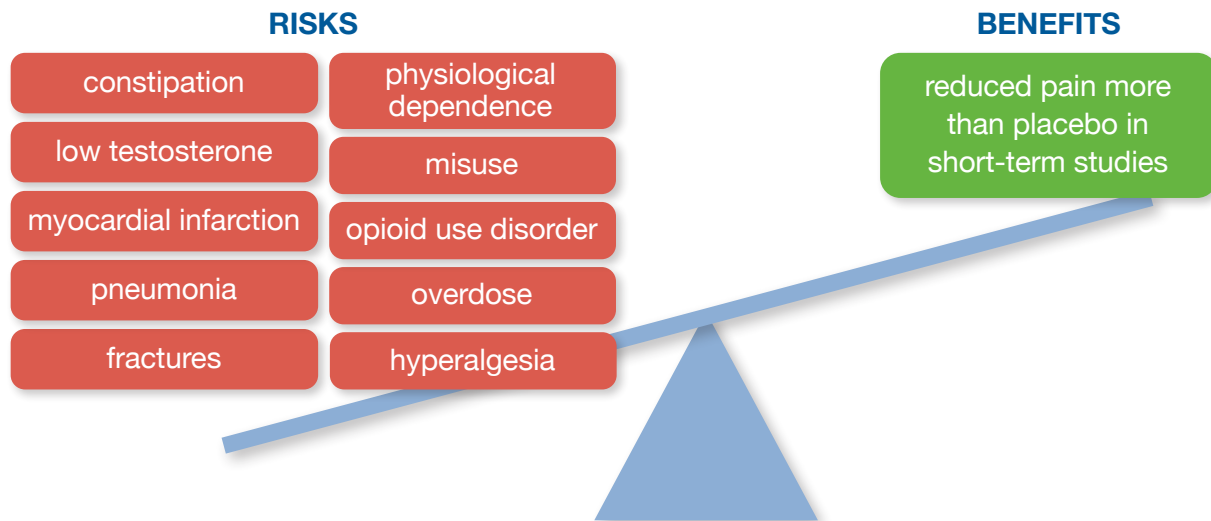 RISKS
constipation
low testosterone
myocardial infarction
pneumonia
fractures
physiological
dependence
misuse
opioid use disorder
overdose
hyperalgesia
BENEFITS
reduced pain more
than placebo in
short-term studies